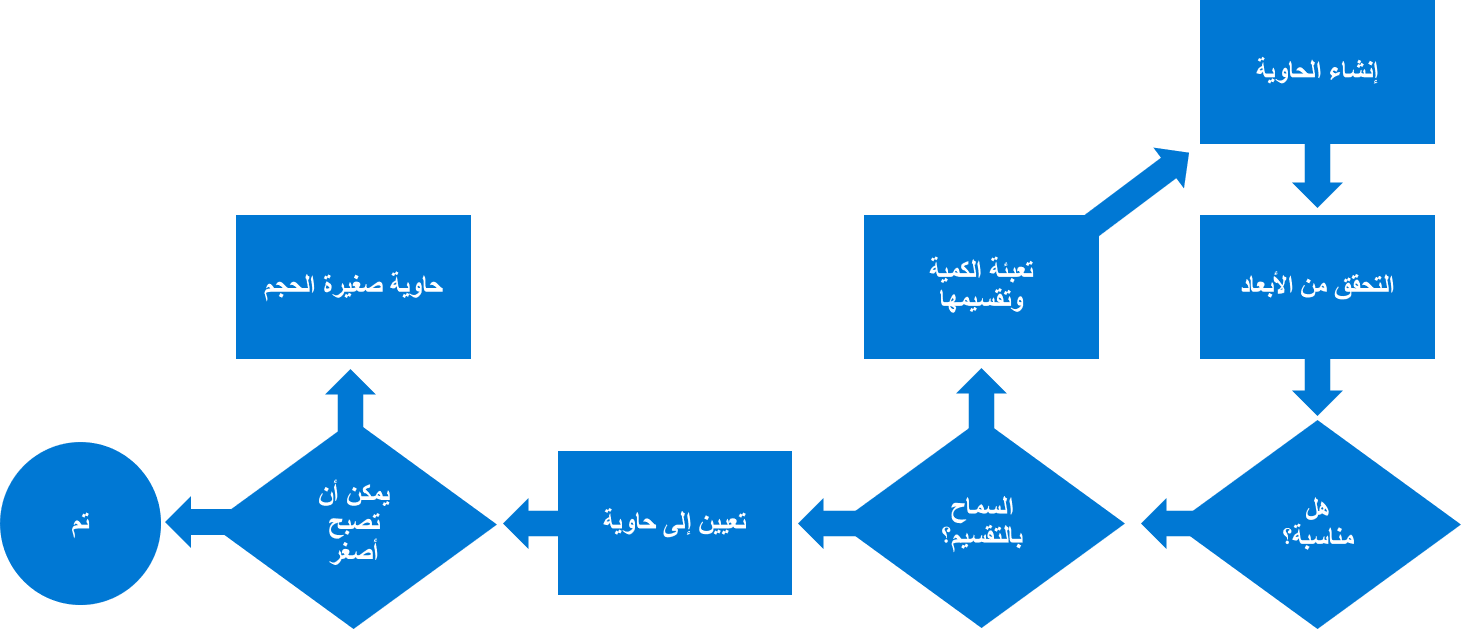 إنشاء الحاوية
التحقق من الأبعاد
هل
مناسبة؟
السماح
بالتقسيم؟
تعبئة الكمية
وتقسيمها
تعيين إلى حاوية
يمكن أن
تصبح
أصغر
حاوية صغيرة الحجم
تم